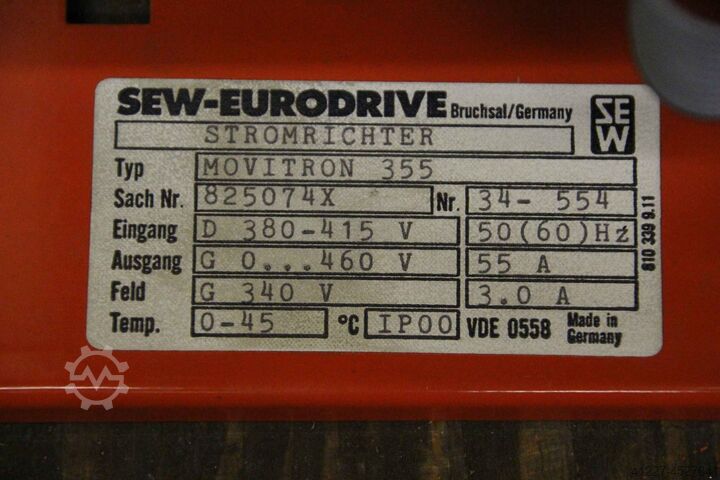 SEW-EURODRIVE Bruchsal/Germany SEW
STROMRICHTER
Typ MOVITRON 355
Sach Nr. 825074X Nr. 34- 554
Eingang D 380-415 V 50(60)Hz
Ausgang G 0...460 V 55 A
Feld G 340 V 3.0 A
Temp. 0-45 °C IP00 VDE 0558 Made in Germany
810 339 9.11